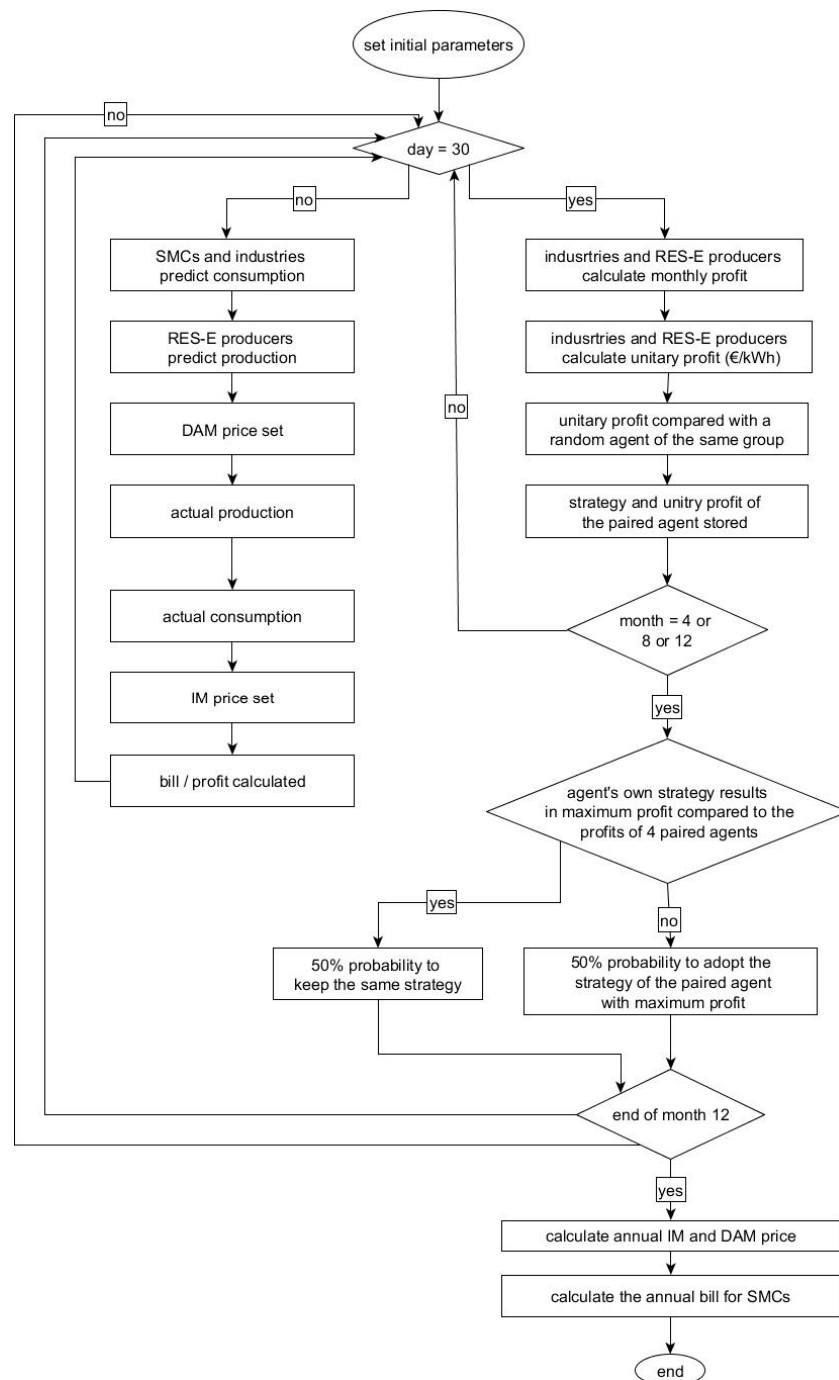 set initial parameters
no
day = 30
no
yes
SMCs and industries
predict consumption
RES-E producers
predict production
DAM price set
actual production
actual consumption
IM price set
bill / profit calculated
indusrtries and RES-E producers
calculate monthly profit
indusrtries and RES-E producers
calculate unitary profit (€/kWh)
unitary profit compared with a
random agent of the same group
strategy and unitry profit of
the paired agent stored
no
month = 4 or
8 or 12
yes
agent's own strategy results
in maximum profit compared to the
profits of 4 paired agents
yes
no
50% probability to
keep the same strategy
50% probability to adopt the
strategy of the paired agent
with maximum profit
end of month 12
yes
calculate annual IM and DAM price
calculate the annual bill for SMCs
end